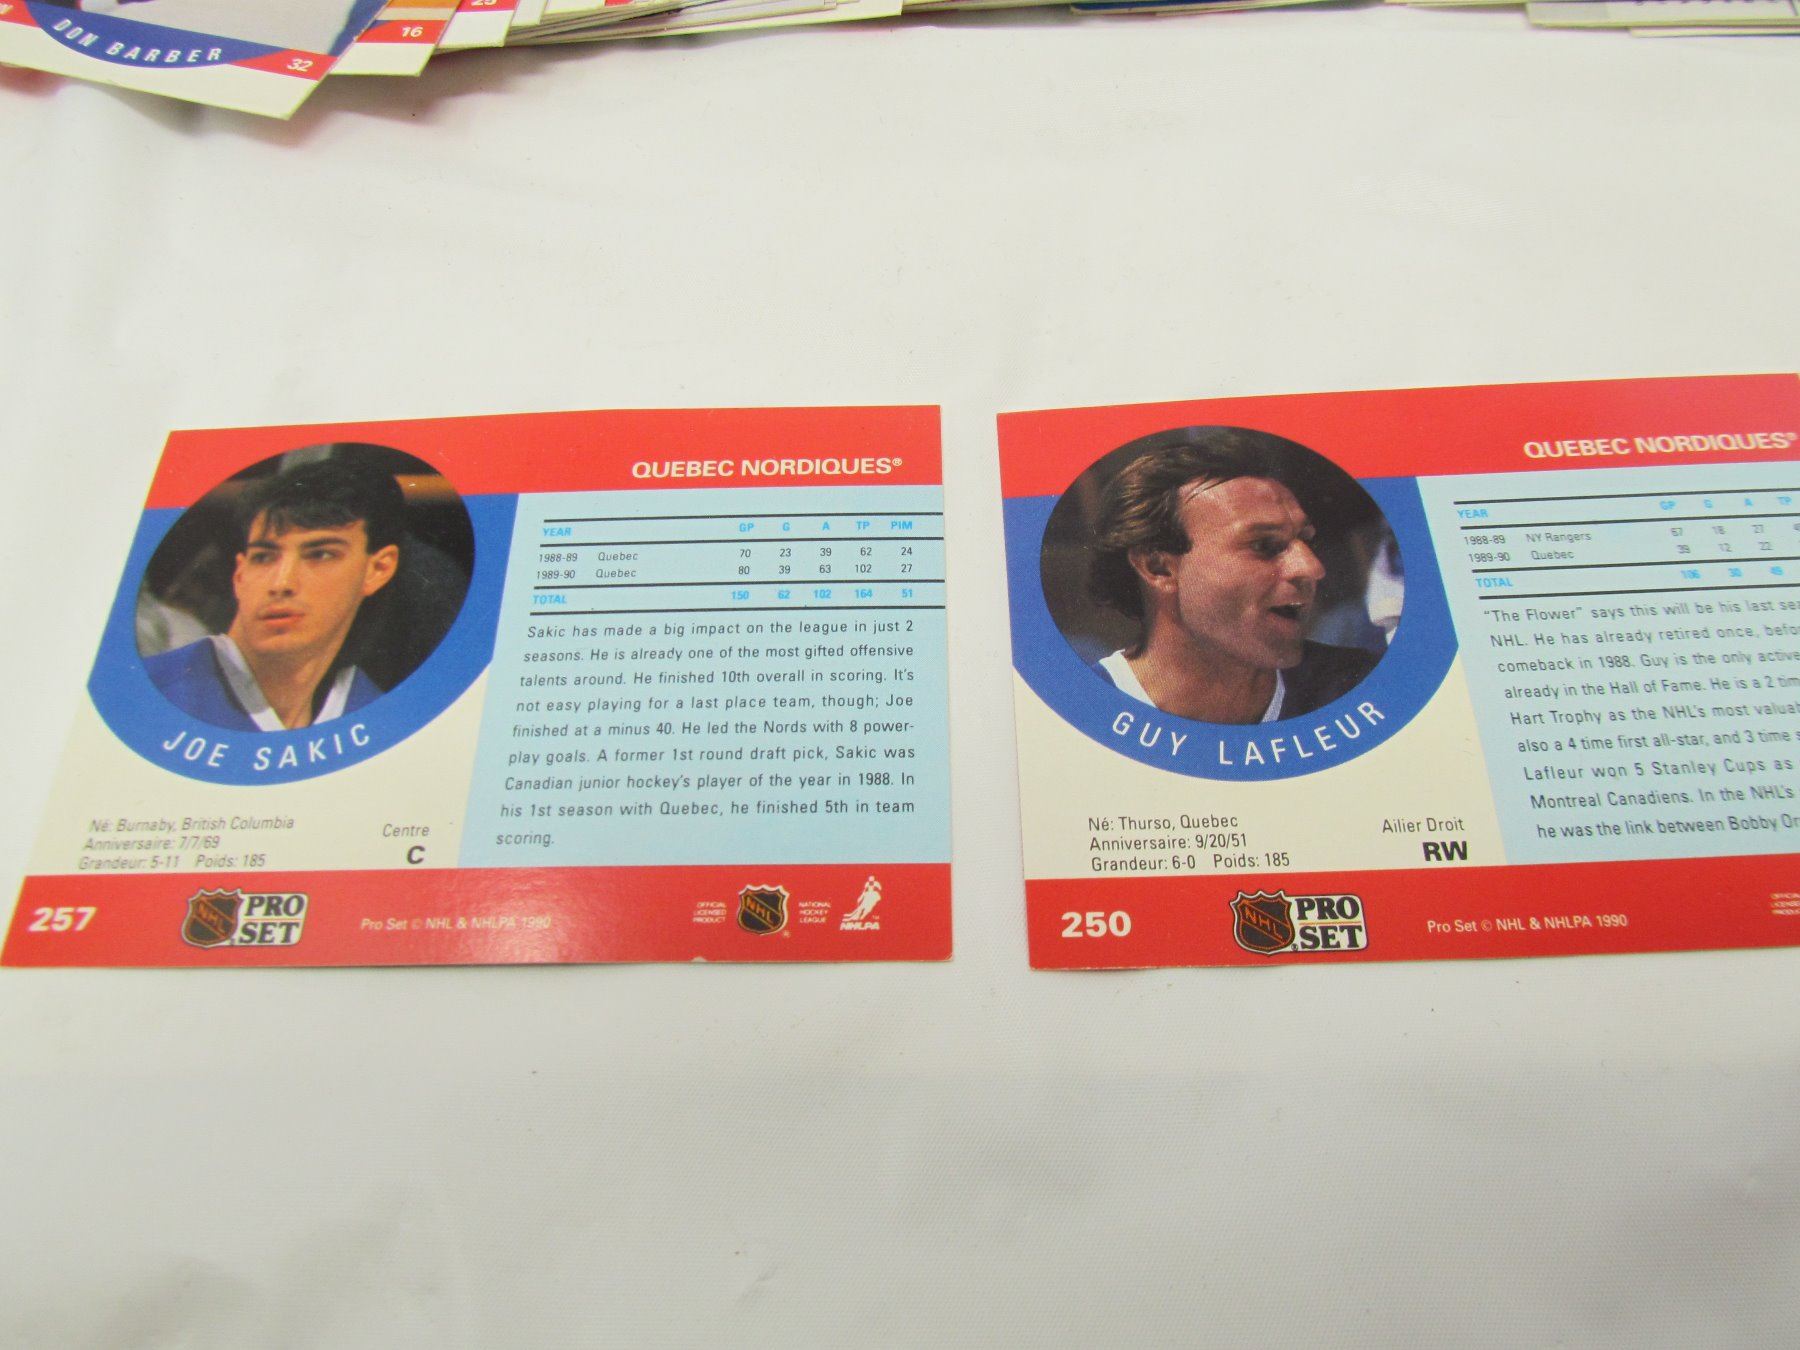 DON BARBER
32
16
25
QUEBEC NORDIQUES®
YEAR GP G A TP PIM
1988-89 Quebec 70 23 39 62 24
1989-90 Quebec 80 39 63 102 27
TOTAL 150 62 102 164 51
Sakic has made a big impact on the league in just 2
seasons. He is already one of the most gifted offensive
talents around. He finished 10th overall in scoring. It's
not easy playing for a last place team, though; Joe
finished at a minus 40. He led the Nords with 8 power-
play goals. A former 1st round draft pick, Sakic was
Canadian junior hockey's player of the year in 1988. In
his 1st season with Quebec, he finished 5th in team
scoring.
JOE SAKIC
Né: Burnaby, British Columbia
Anniversaire: 7/7/69
Grandeur: 5-11 Poids: 185
Centre
C
257
NHL
PRO
SET
Pro Set © NHL & NHLPA 1990
OFFICIAL
LICENSED
PRODUCT
NHL
NATIONAL
HOCKEY
LEAGUE
NHLPA
QUEBEC NORDIQUES®
YEAR GP G A TP
1988-89 NY Rangers 67 18 27
1989-90 Quebec 39 12 22
TOTAL 106 30 49
"The Flower" says this will be his last
NHL. He has already retired once,
comeback in 1988. Guy is the only active
already in the Hall of Fame. He is a 2
Hart Trophy as the NHL's most
also a 4 time first all-star, and 3 time
Lafleur won 5 Stanley Cups as
Montreal Canadiens. In the NHL's
he was the link between Bobby
GUY LAFLEUR
Né: Thurso, Quebec
Anniversaire: 9/20/51
Grandeur: 6-0 Poids: 185
Ailier Droit
RW
250
NHL
PRO
SET
Pro Set © NHL & NHLPA 1990